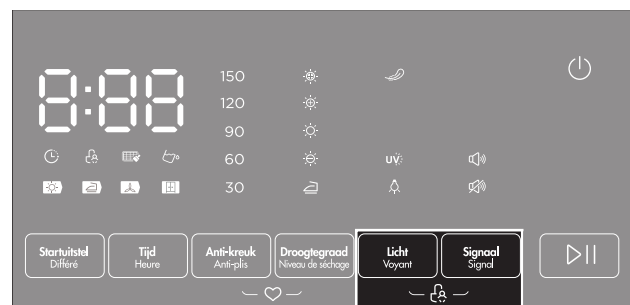 8:88
150
120
90
60
UV
30
Startuitstel
Différé
Tijd
Heure
Anti-kreuk
Anti-plis
Droogtegraad
Niveau de séchage
Licht
Voyant
Signaal
Signal